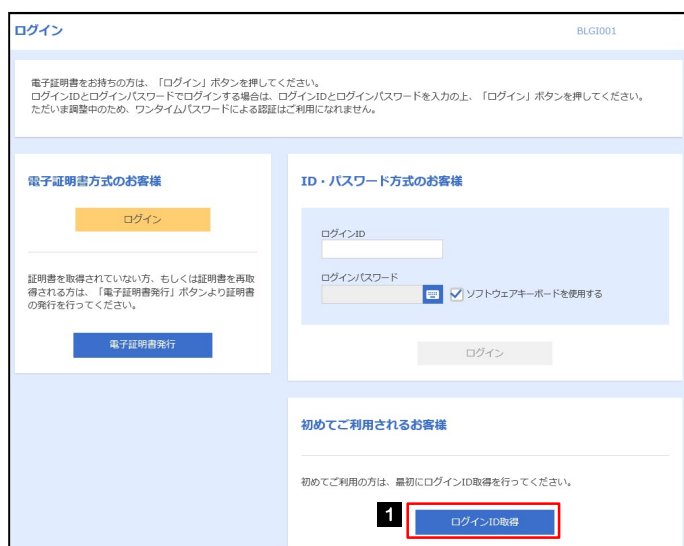 ログイン
BLGI001
電子証明書をお持ちの方は、「ログイン」ボタンを押してください。
ログインIDとログインパスワードでログインする場合は、ログインIDとログインパスワードを入力の上、「ログイン」ボタンを押してください。
ただいま調整中のため、ワンタイムパスワードによる認証はご利用になれません。
電子証明書方式のお客様
ログイン
証明書を取得されていない方、もしくは証明書を再取
得される方は、「電子証明書発行」ボタンより証明書
の発行を行ってください。
電子証明書発行
ID・パスワード方式のお客様
ログインID
ログインパスワード
ソフトウェアキーボードを使用する
ログイン
初めてご利用されるお客様
初めてご利用の方は、最初にログインID取得を行ってください。
1
ログインID取得